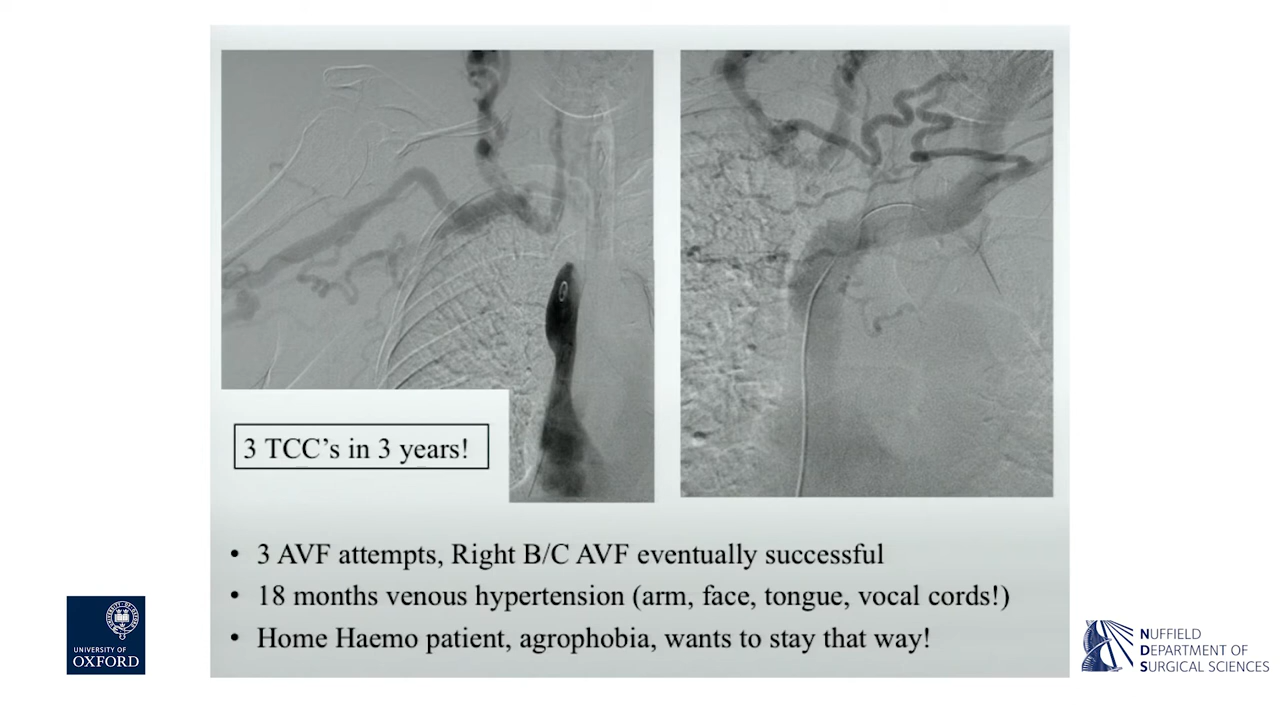 3 TCC's in 3 years!
• 3 AVF attempts, Right B/C AVF eventually successful
• 18 months venous hypertension (arm, face, tongue, vocal cords!)
• Home Haemo patient, agrophobia, wants to stay that way!
UNIVERSITY OF
OXFORD
NUFFIELD
DEPARTMENT OF
SURGICAL SCIENCES